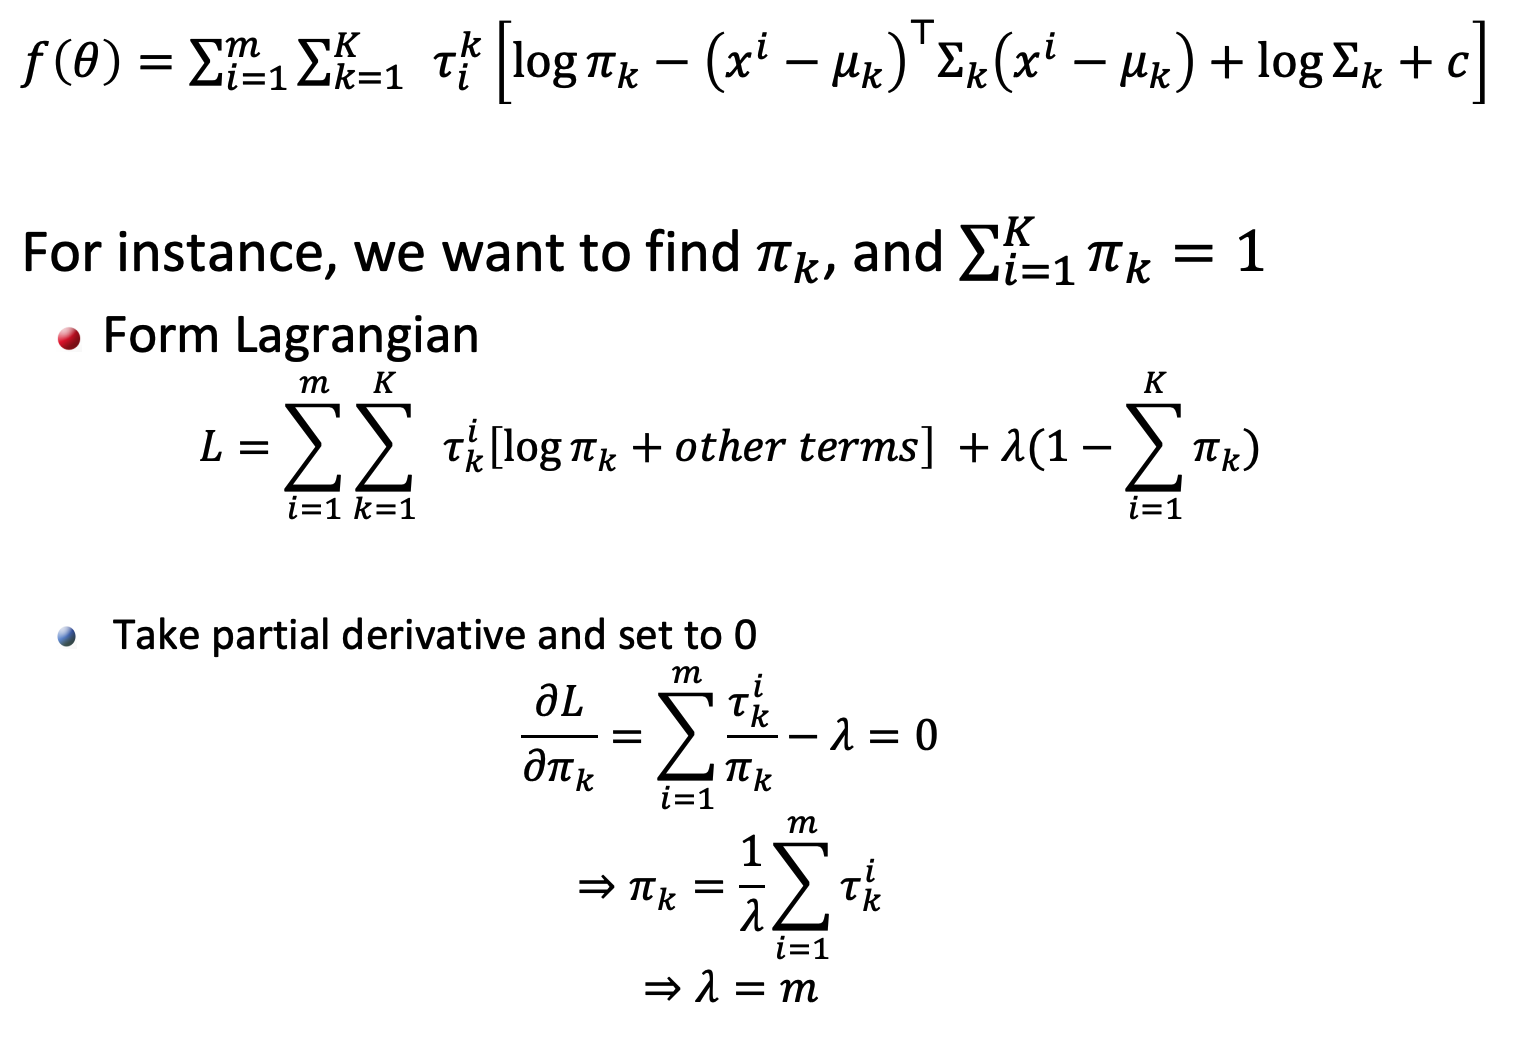 f(θ) = ∑_{i=1}^{m} ∑_{k=1}^{K} τ_i^k [log π_k − (x^i − μ_k)^⊤ Σ_k (x^i − μ_k) + log Σ_k + c]
For instance, we want to find π_k, and ∑_{i=1}^{K} π_k = 1
Form Lagrangian
L = ∑_{i=1}^{m} ∑_{k=1}^{K} τ_k^i [log π_k + other terms] + λ(1 − ∑_{i=1}^{K} π_k)
Take partial derivative and set to 0
∂L/∂π_k = ∑_{i=1}^{m} τ_k^i/π_k − λ = 0
⇒ π_k = 1/λ ∑_{i=1}^{m} τ_k^i
⇒ λ = m